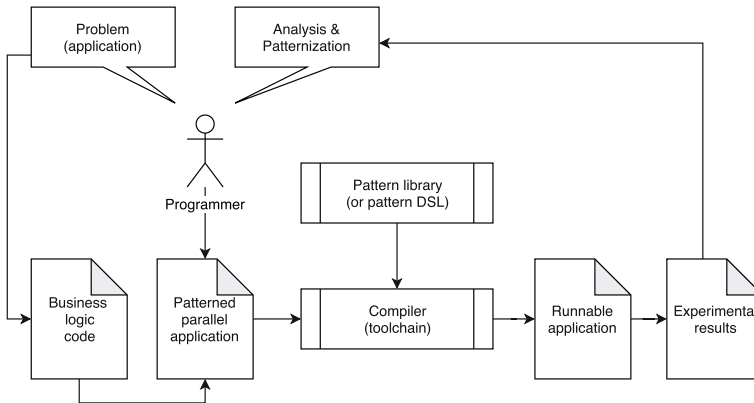 Problem
(application)
Analysis &
Patternization
Programmer
Pattern library
(or pattern DSL)
Business
logic
code
Patterned
parallel
application
Compiler
(toolchain)
Runnable
application
Experimenta
results